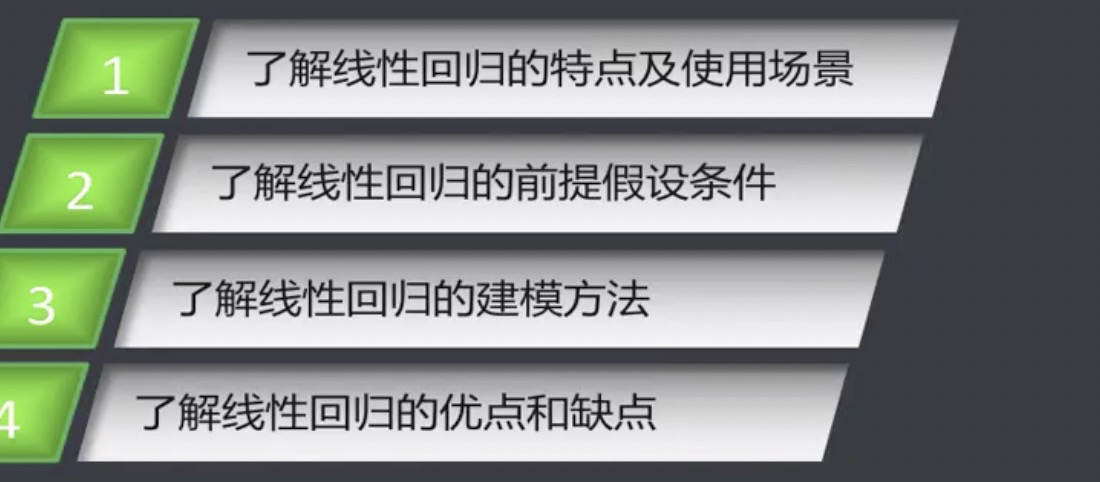 1 了解线性回归的特点及使用场景
2 了解线性回归的前提假设条件
3 了解线性回归的建模方法
4 了解线性回归的优点和缺点